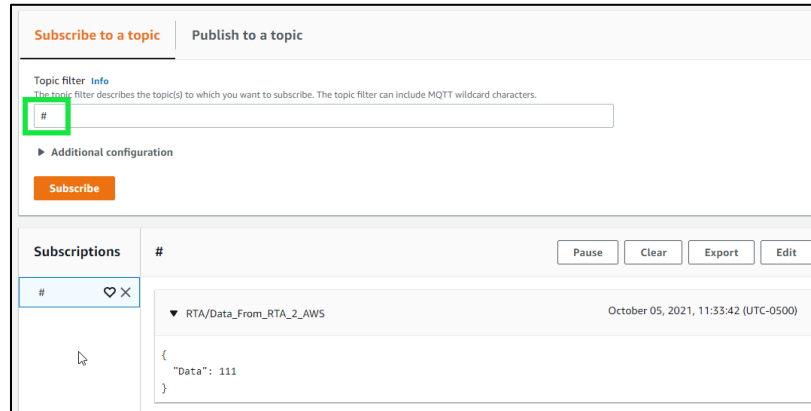 Subscribe to a topic
Publish to a topic
Topic filter Info
The topic filter describes the topic(s) to which you want to subscribe. The topic filter can include MQTT wildcard characters.
#
▶ Additional configuration
Subscribe
Subscriptions
#
Pause Clear Export Edit
#
▼ RTA/Data_From_RTA_2_AWS
October 05, 2021, 11:33:42 (UTC-0500)
{
"Data": 111
}